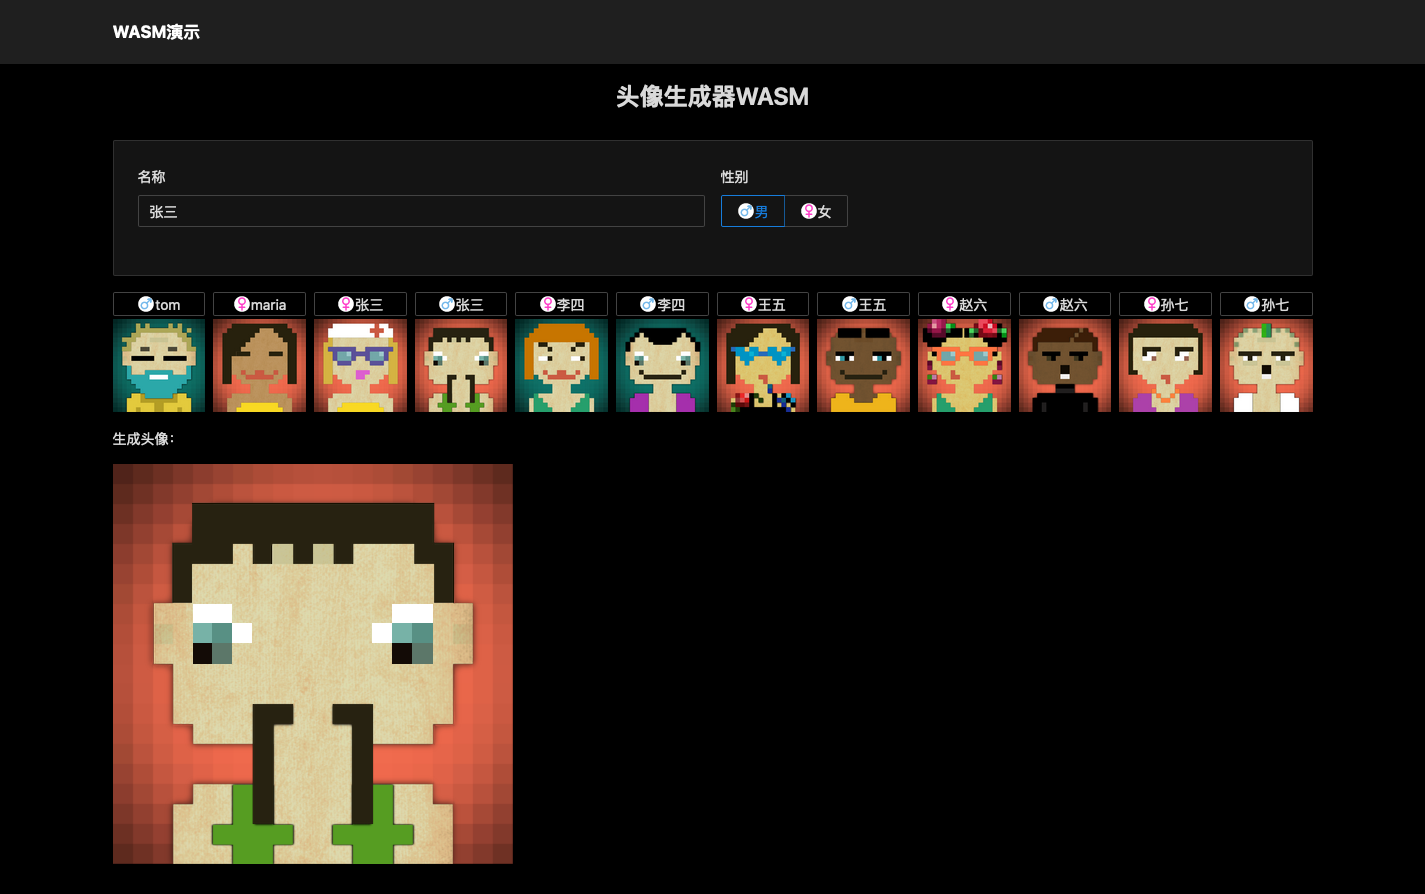 WASM演示
头像生成器WASM
名称
性别
张三
男
女
tom
maria
张三
张三
李四
李四
王五
王五
赵六
赵六
孙七
孙七
生成头像：